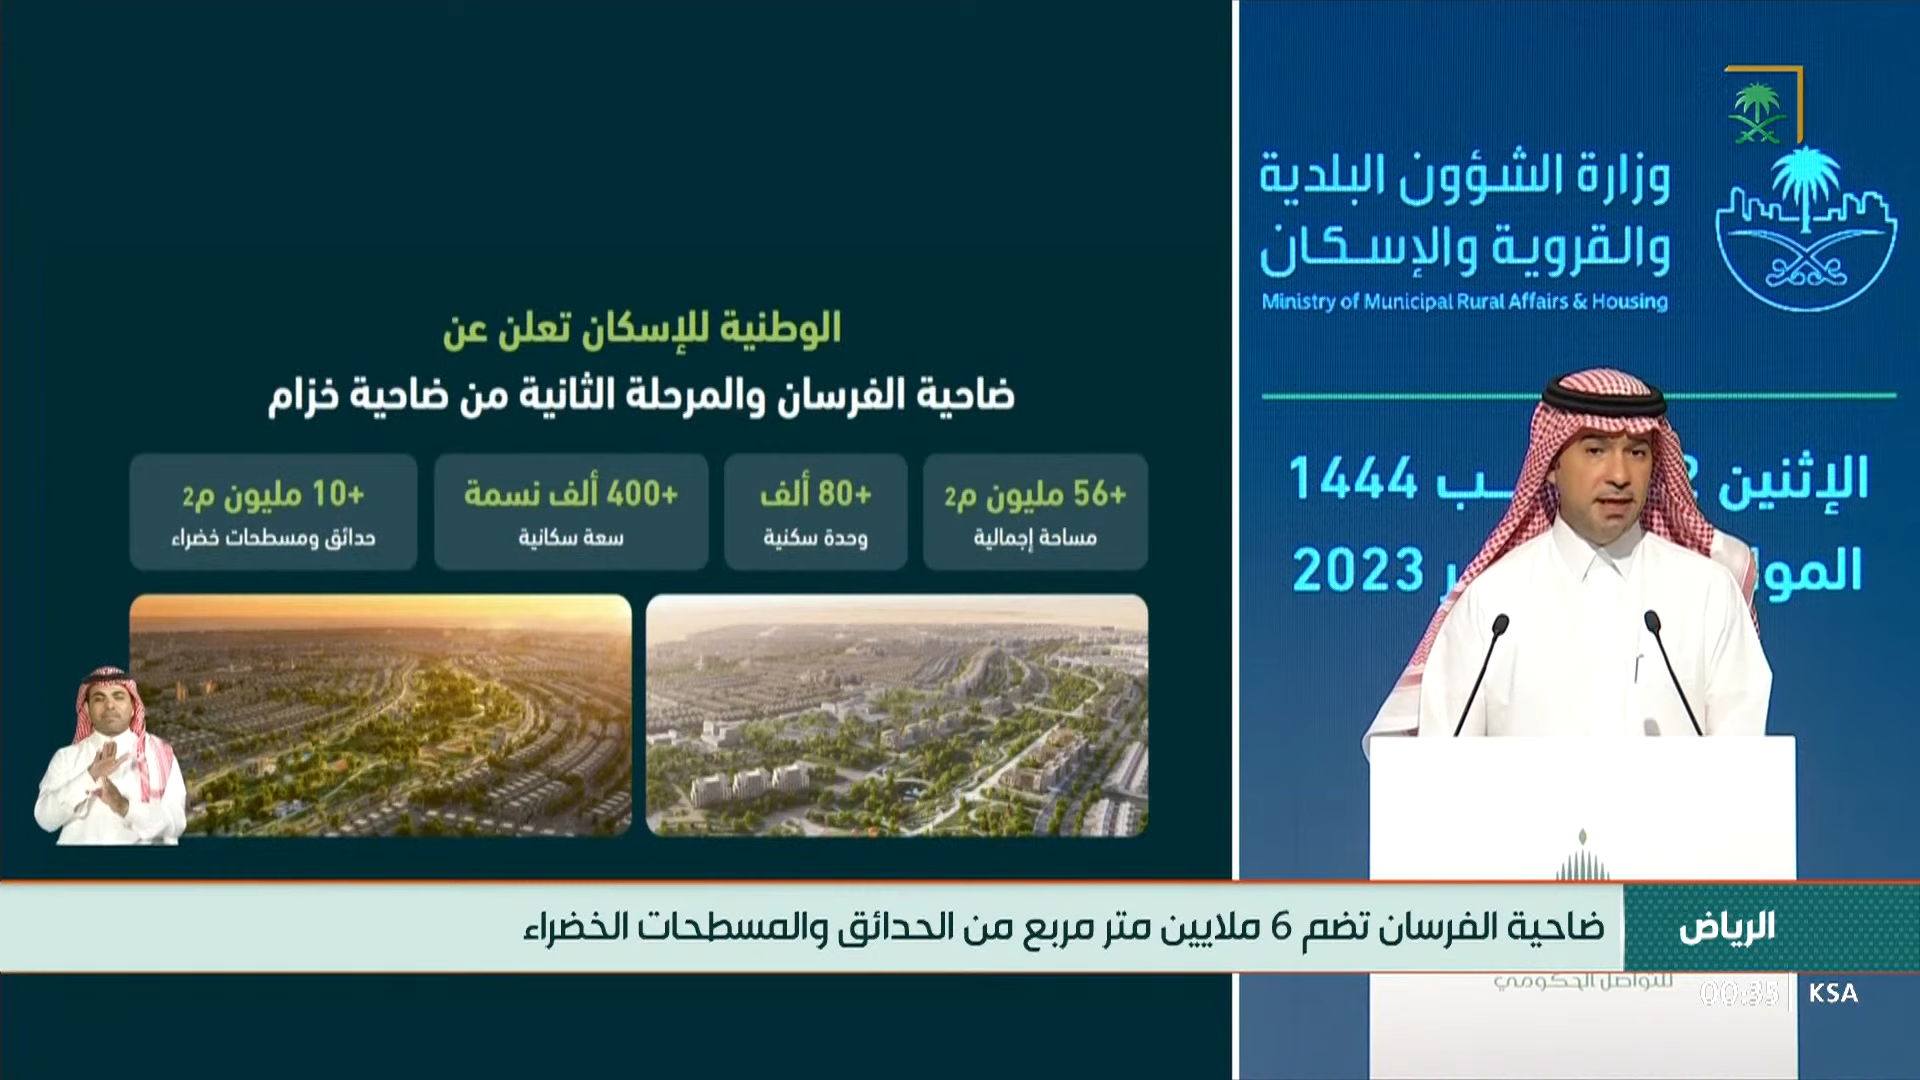 الوطنية للإسكان تعلن عن
ضاحية الفرسان والمرحلة الثانية من ضاحية خزام
+56 مليون م2
مساحة إجمالية
+80 ألف
وحدة سكنية
+400 ألف نسمة
سعة سكانية
+10 مليون م2
حدائق ومسطحات خضراء
وزارة الشؤون البلدية
والقروية والإسكان
Ministry of Municipal Rural Affairs & Housing
الإثنين 1444
2023
الرياض
ضاحية الفرسان تضم 6 ملايين متر مربع من الحدائق والمسطحات الخضراء
للتواصل الحكومي
00:35 KSA